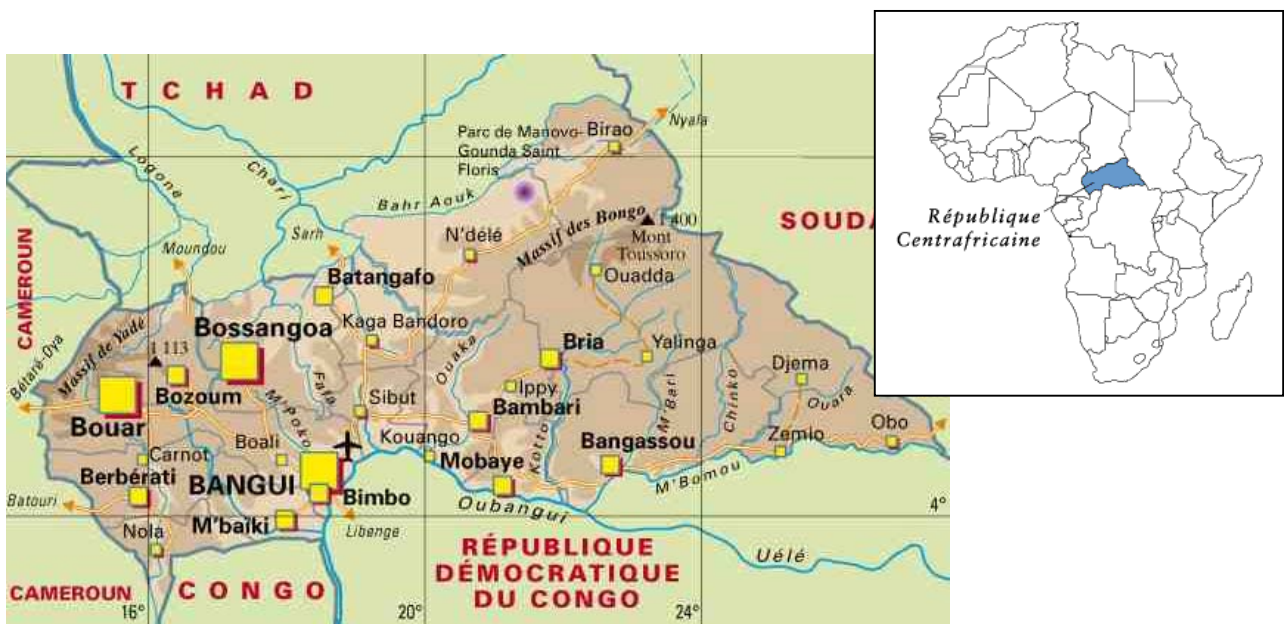 TCHAD
Logone
Chari
Moundou
Sarh
Bahr Aouk
Parc de Manovo-
Gounda Saint
Floris
Birao
Nyala
N'délé
Massif des Bongo
1 400
Mont
Toussoro
Ouadda
SOUDA
République
Centrafricaine
CAMEROUN
Bétaré-Oya
Massif de Yadé
1 113
Batangafo
Bossangoa
Kaga Bandoro
Ouaka
Bria
Yalinga
Djema
Bozoum
Fafa
Ippy
M'Bari
Chinko
Ouara
Bouar
M'Poko
Sibut
Bambari
Obo
Carnot
Boali
Kouango
Kotto
Bangassou
Zemio
Berbérati
BANGUI
Mobaye
M'Bomou
Batouri
Bimbo
Oubangui
4°
Nola
M'baïki
Libenge
Uélé
RÉPUBLIQUE
DÉMOCRATIQUE
DU CONGO
CAMEROUN
CONGO
16°
20°
24°